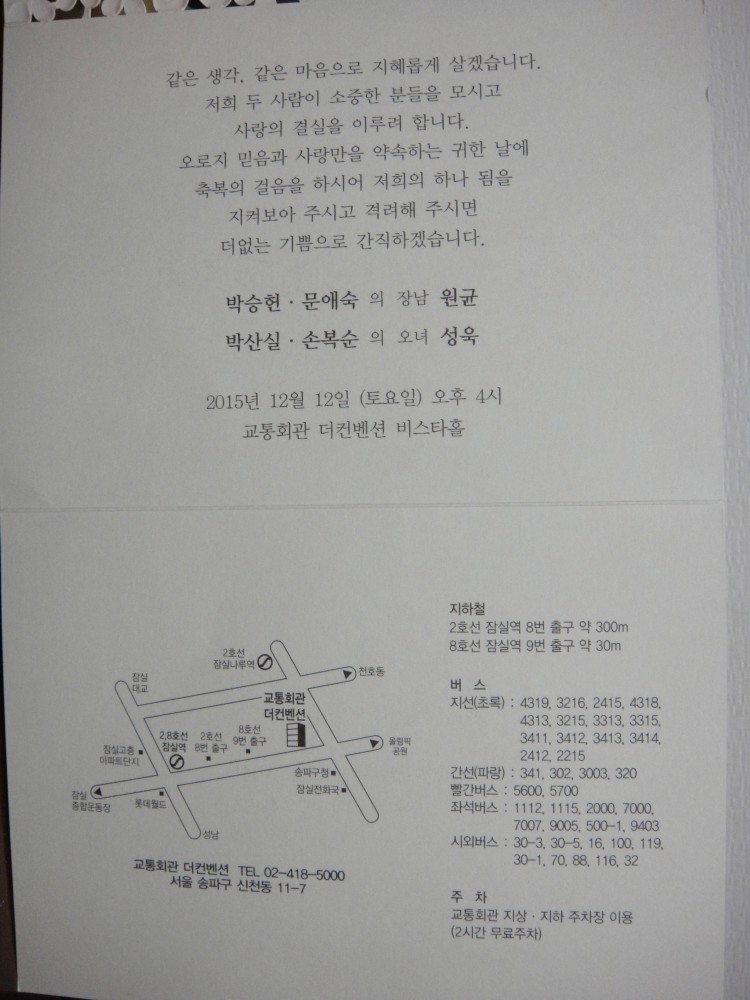 같은 생각, 같은 마음으로 지혜롭게 살겠습니다.
저희 두 사람이 소중한 분들을 모시고
사랑의 결실을 이루려 합니다.
오로지 믿음과 사랑만을 약속하는 귀한 날에
축복의 걸음을 하시어 저희의 하나 됨을
지켜보아 주시고 격려해 주시면
더없는 기쁨으로 간직하겠습니다.
박승헌 · 문애숙 의 장남 원균
박산실 · 손복순 의 오녀 성욱
2015년 12월 12일 (토요일) 오후 4시
교통회관 더컨벤션 비스타홀
2호선
잠실나루역
천호동
잠실
대교
교통회관
더컨벤션
2,8호선
잠실역
2호선
8번 출구
8호선
9번 출구
올림픽
공원
잠실고층
아파트단지
송파구청
잠실전화국
잠실
종합운동장
롯데월드
성남
교통회관 더컨벤션 TEL 02-418-5000
서울 송파구 신천동 11-7
지하철
2호선 잠실역 8번 출구 약 300m
8호선 잠실역 9번 출구 약 30m
버 스
지선(초록) : 4319, 3216, 2415, 4318,
4313, 3215, 3313, 3315,
3411, 3412, 3413, 3414,
2412, 2215
간선(파랑) : 341, 302, 3003, 320
빨간버스 : 5600, 5700
좌석버스 : 1112, 1115, 2000, 7000,
7007, 9005, 500-1, 9403
시외버스 : 30-3, 30-5, 16, 100, 119,
30-1, 70, 88, 116, 32
주 차
교통회관 지상 · 지하 주차장 이용
(2시간 무료주차)